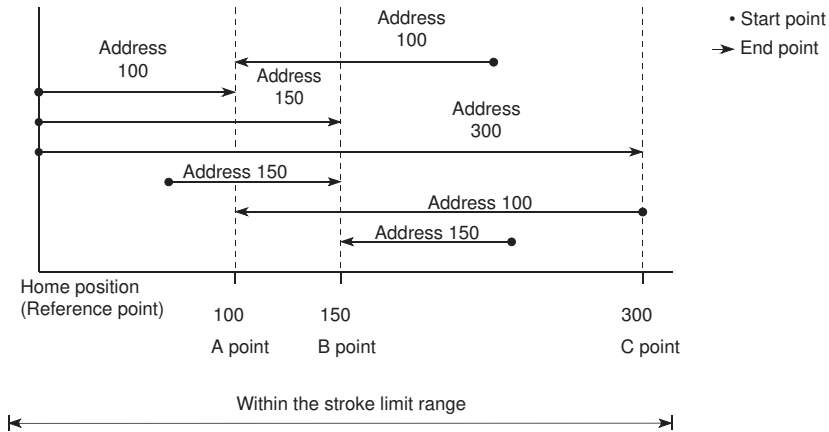 • Start point
End point
Address
100
Address
100
Address
150
Address
300
Address 150
Address 100
Address 150
Home position
(Reference point)
100
150
300
A point
B point
C point
Within the stroke limit range